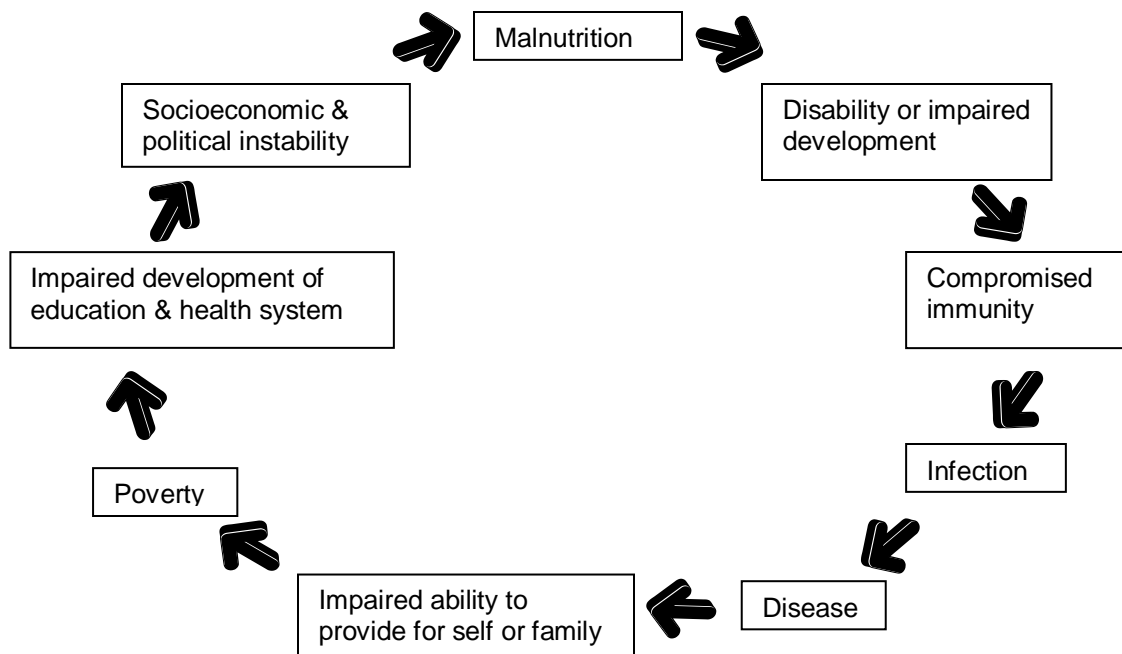 Malnutrition
Disability or impaired
development
Compromised
immunity
Infection
Disease
Impaired ability to
provide for self or family
Poverty
Impaired development of
education & health system
Socioeconomic &
political instability